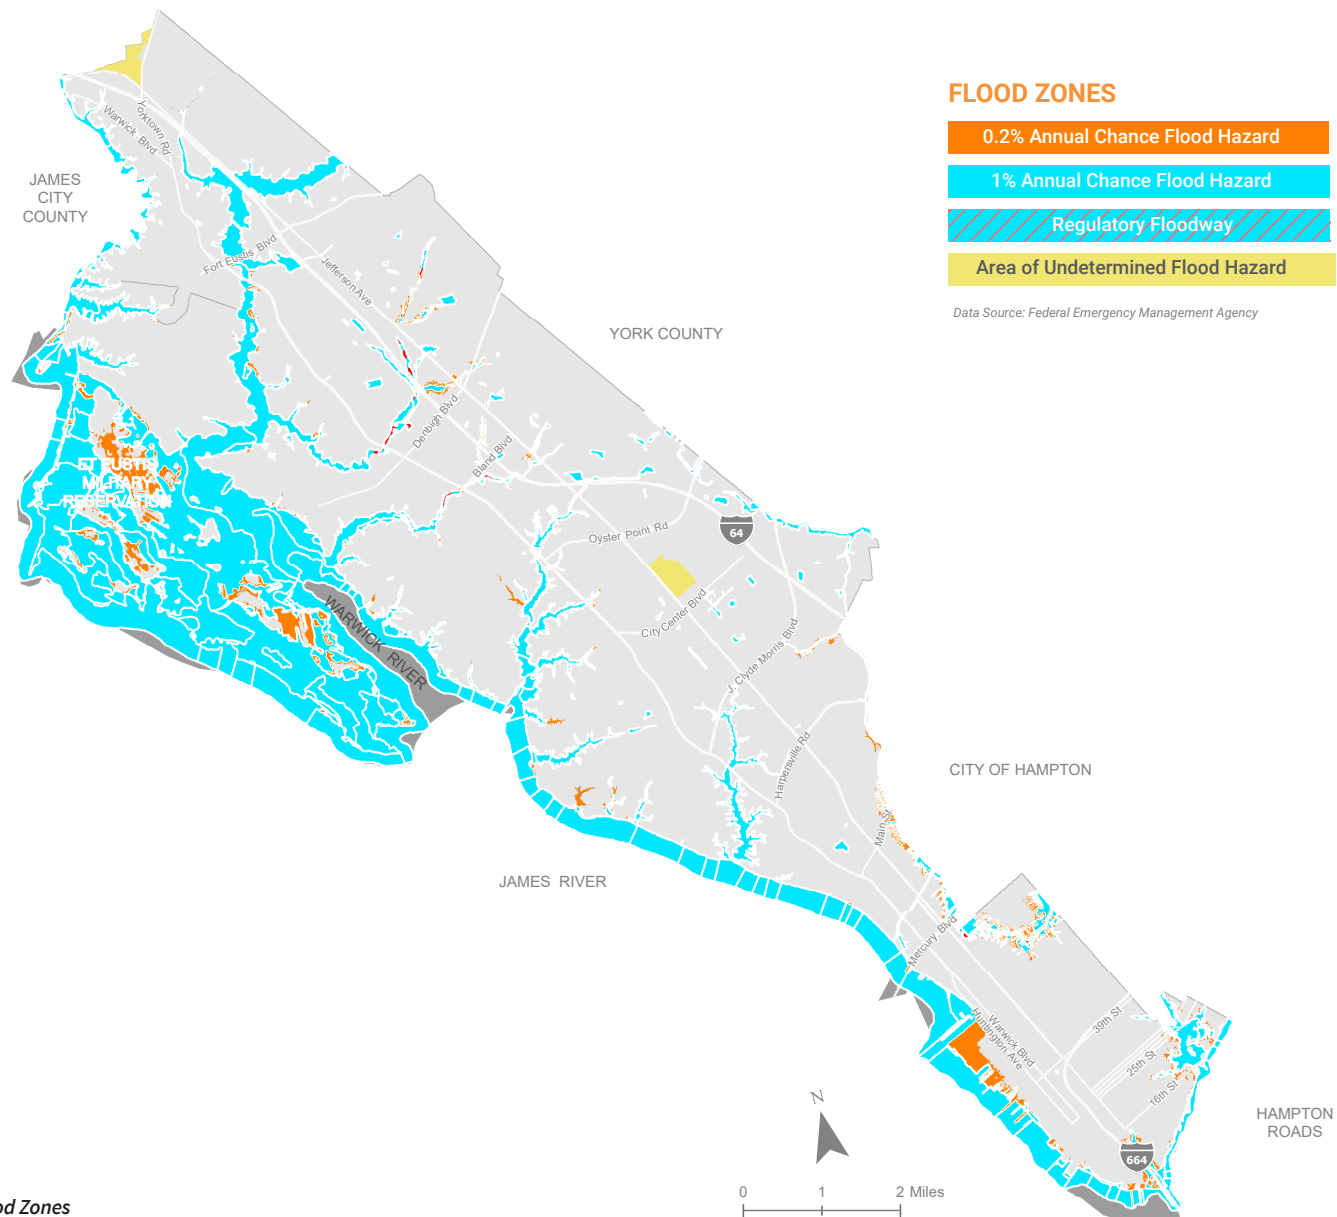 FLOOD ZONES
0.2% Annual Chance Flood Hazard
1% Annual Chance Flood Hazard
Regulatory Floodway
Area of Undetermined Flood Hazard
Data Source: Federal Emergency Management Agency
Yorktown Rd
Warwick Blvd
JAMES
CITY
COUNTY
Fort Eustis Blvd
Jefferson Ave
YORK COUNTY
Denbigh Blvd
Bland Blvd
MILITARY
RESERVATION
Oyster Point Rd
64
WARWICK RIVER
City Center Blvd
J. Clyde Morris Blvd
Harpersville Rd
CITY OF HAMPTON
Main St
JAMES RIVER
Mercury Blvd
Warwick Blvd
Huntington Ave
39th St
25th St
16th St
HAMPTON
ROADS
664
N
0 1 2 Miles
Zones